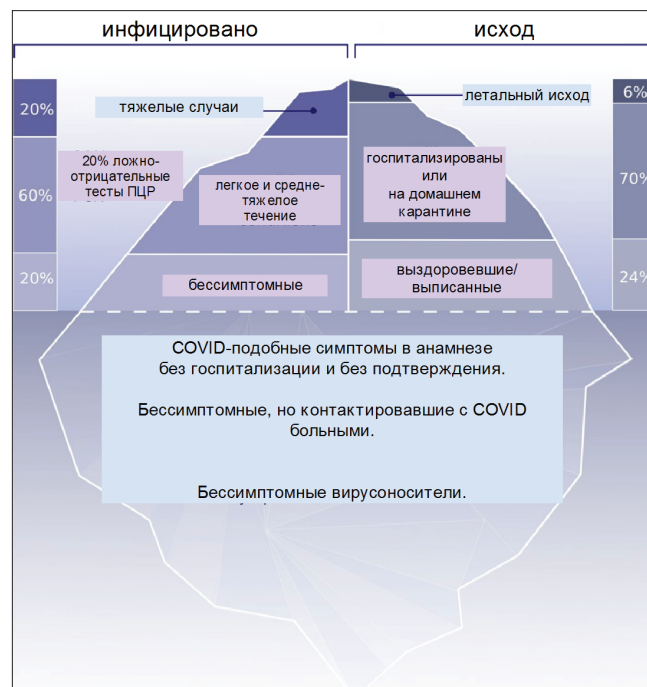 инфицировано
исход
20%
60%
20%
тяжелые случаи
20% ложно-
отрицательные
тесты ПЦР
легкое и средне-
тяжелое
течение
бессимптомные
летальный исход
госпитализированы
или
на домашнем
карантине
выздоровевшие/
выписанные
6%
70%
24%
COVID-подобные симптомы в анамнезе
без госпитализации и без подтверждения.
Бессимптомные, но контактировавшие с COVID
больными.
Бессимптомные вирусоносители.